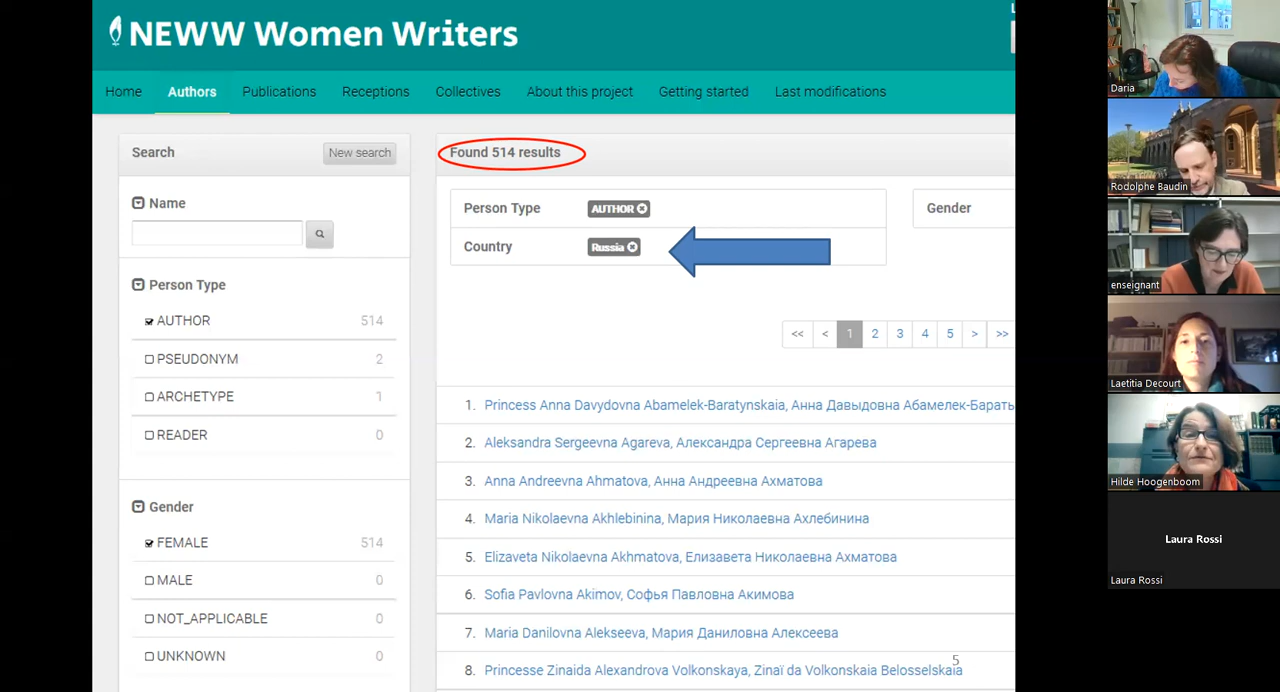 NEWW Women Writers
Home Authors Publications Receptions Collectives About this project Getting started Last modifications
Search New search
Name
Person Type
AUTHOR 514
PSEUDONYM 2
ARCHETYPE 1
READER 0
Gender
FEMALE 514
MALE 0
NOT_APPLICABLE 0
UNKNOWN 0
Found 514 results
Person Type AUTHOR
Gender
Country Russia
<< < 1 2 3 4 5 > >>
1. Princess Anna Davydovna Abamelek-Baratynskaia, Анна Давыдовна Абамелек-Бараты
2. Aleksandra Sergeevna Agareva, Александра Сергеевна Агарева
3. Anna Andreevna Ahmatova, Анна Андреевна Ахматова
4. Maria Nikolaevna Akhlebinina, Мария Николаевна Ахлебинина
5. Elizaveta Nikolaevna Akhmatova, Елизавета Николаевна Ахматова
6. Sofia Pavlovna Akimov, Софья Павловна Акимова
7. Maria Danilovna Alekseeva, Мария Даниловна Алексеева
8. Princesse Zinaida Alexandrova Volkonskaya, Zinaï da Volkonskaia Belosselskaïa
5
Daria
Rodolphe Baudin
enseignant
Laetitia Decourt
Hilde Hoogenboom
Laura Rossi
Laura Rossi